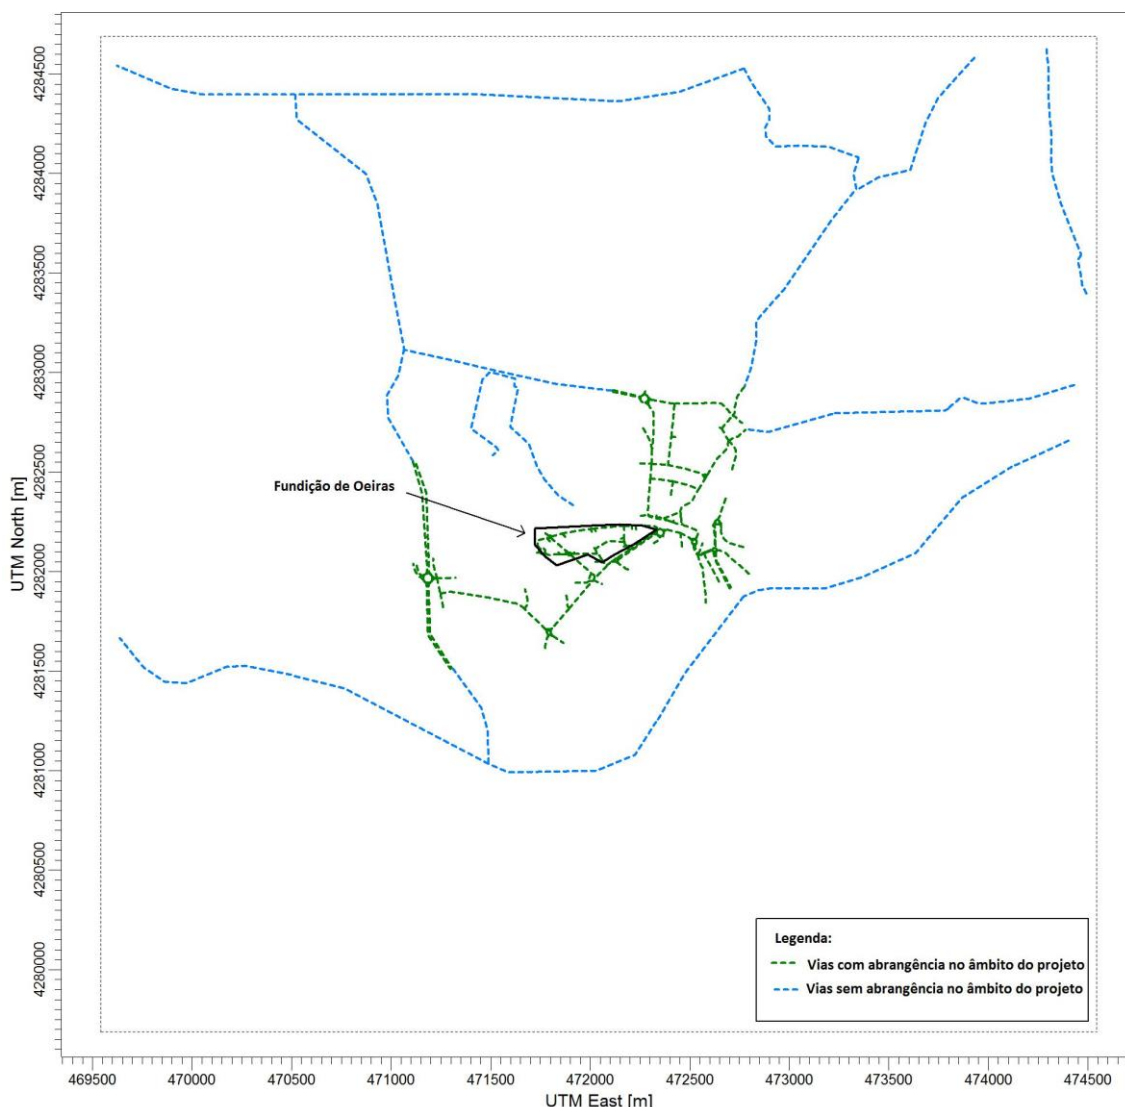 4284500
4284000
4283500
4283000
4282500
4282000
4281500
4281000
4280500
4280000
UTM North [m]
Fundição de Oeiras
Legenda:
Vias com abrangência no âmbito do projeto
Vias sem abrangência no âmbito do projeto
469500 470000 470500 471000 471500 472000 472500 473000 473500 474000 474500
UTM East [m]